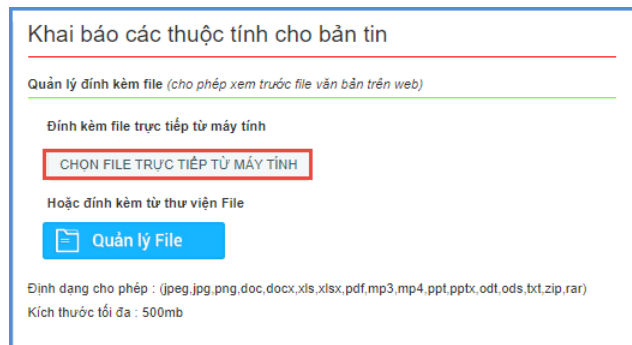 Khai báo các thuộc tính cho bản tin
Quản lý đính kèm file (cho phép xem trước file văn bản trên web)
Đính kèm file trực tiếp từ máy tính
CHỌN FILE TRỰC TIẾP TỪ MÁY TÍNH
Hoặc đính kèm từ thư viện File
Quản lý File
Định dạng cho phép : (jpeg,jpg,png,doc,docx,xls,xlsx,pdf,mp3,mp4,ppt,pptx,odt,ods,txt,zip,rar)
Kích thước tối đa : 500mb